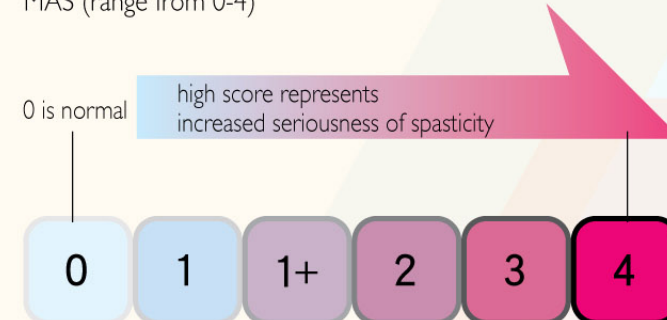 MAS (range from 0-4)
0 is normal
high score represents
increased seriousness of spasticity
0 1 1+ 2 3 4